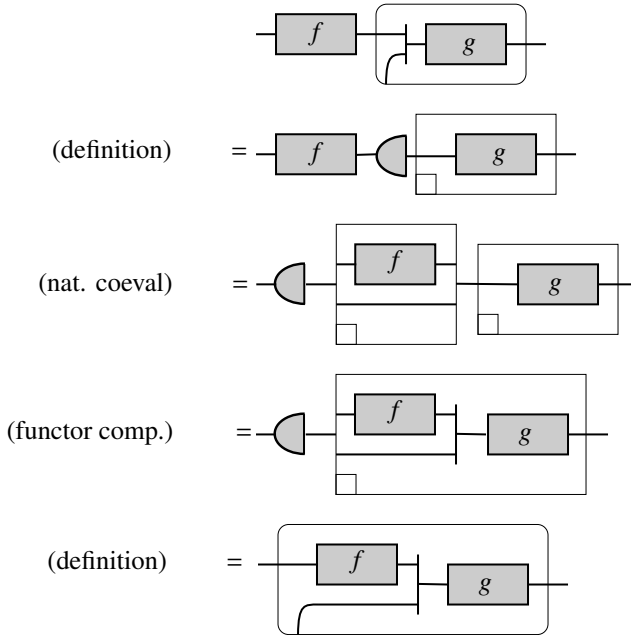 f g
(definition) = f g
(nat. coeval) = f g
(functor comp.) = f g
(definition) = f g